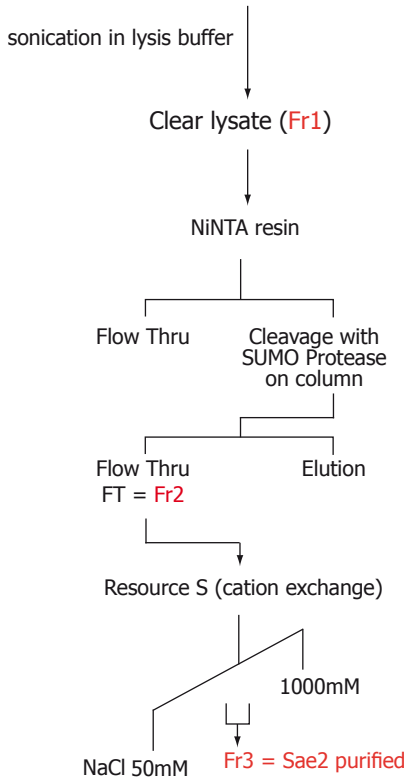 sonication in lysis buffer
Clear lysate (Fr1)
NiNTA resin
Flow Thru
Cleavage with
SUMO Protease
on column
Flow Thru
FT = Fr2
Elution
Resource S (cation exchange)
1000mM
NaCl 50mM
Fr3 = Sae2 purified